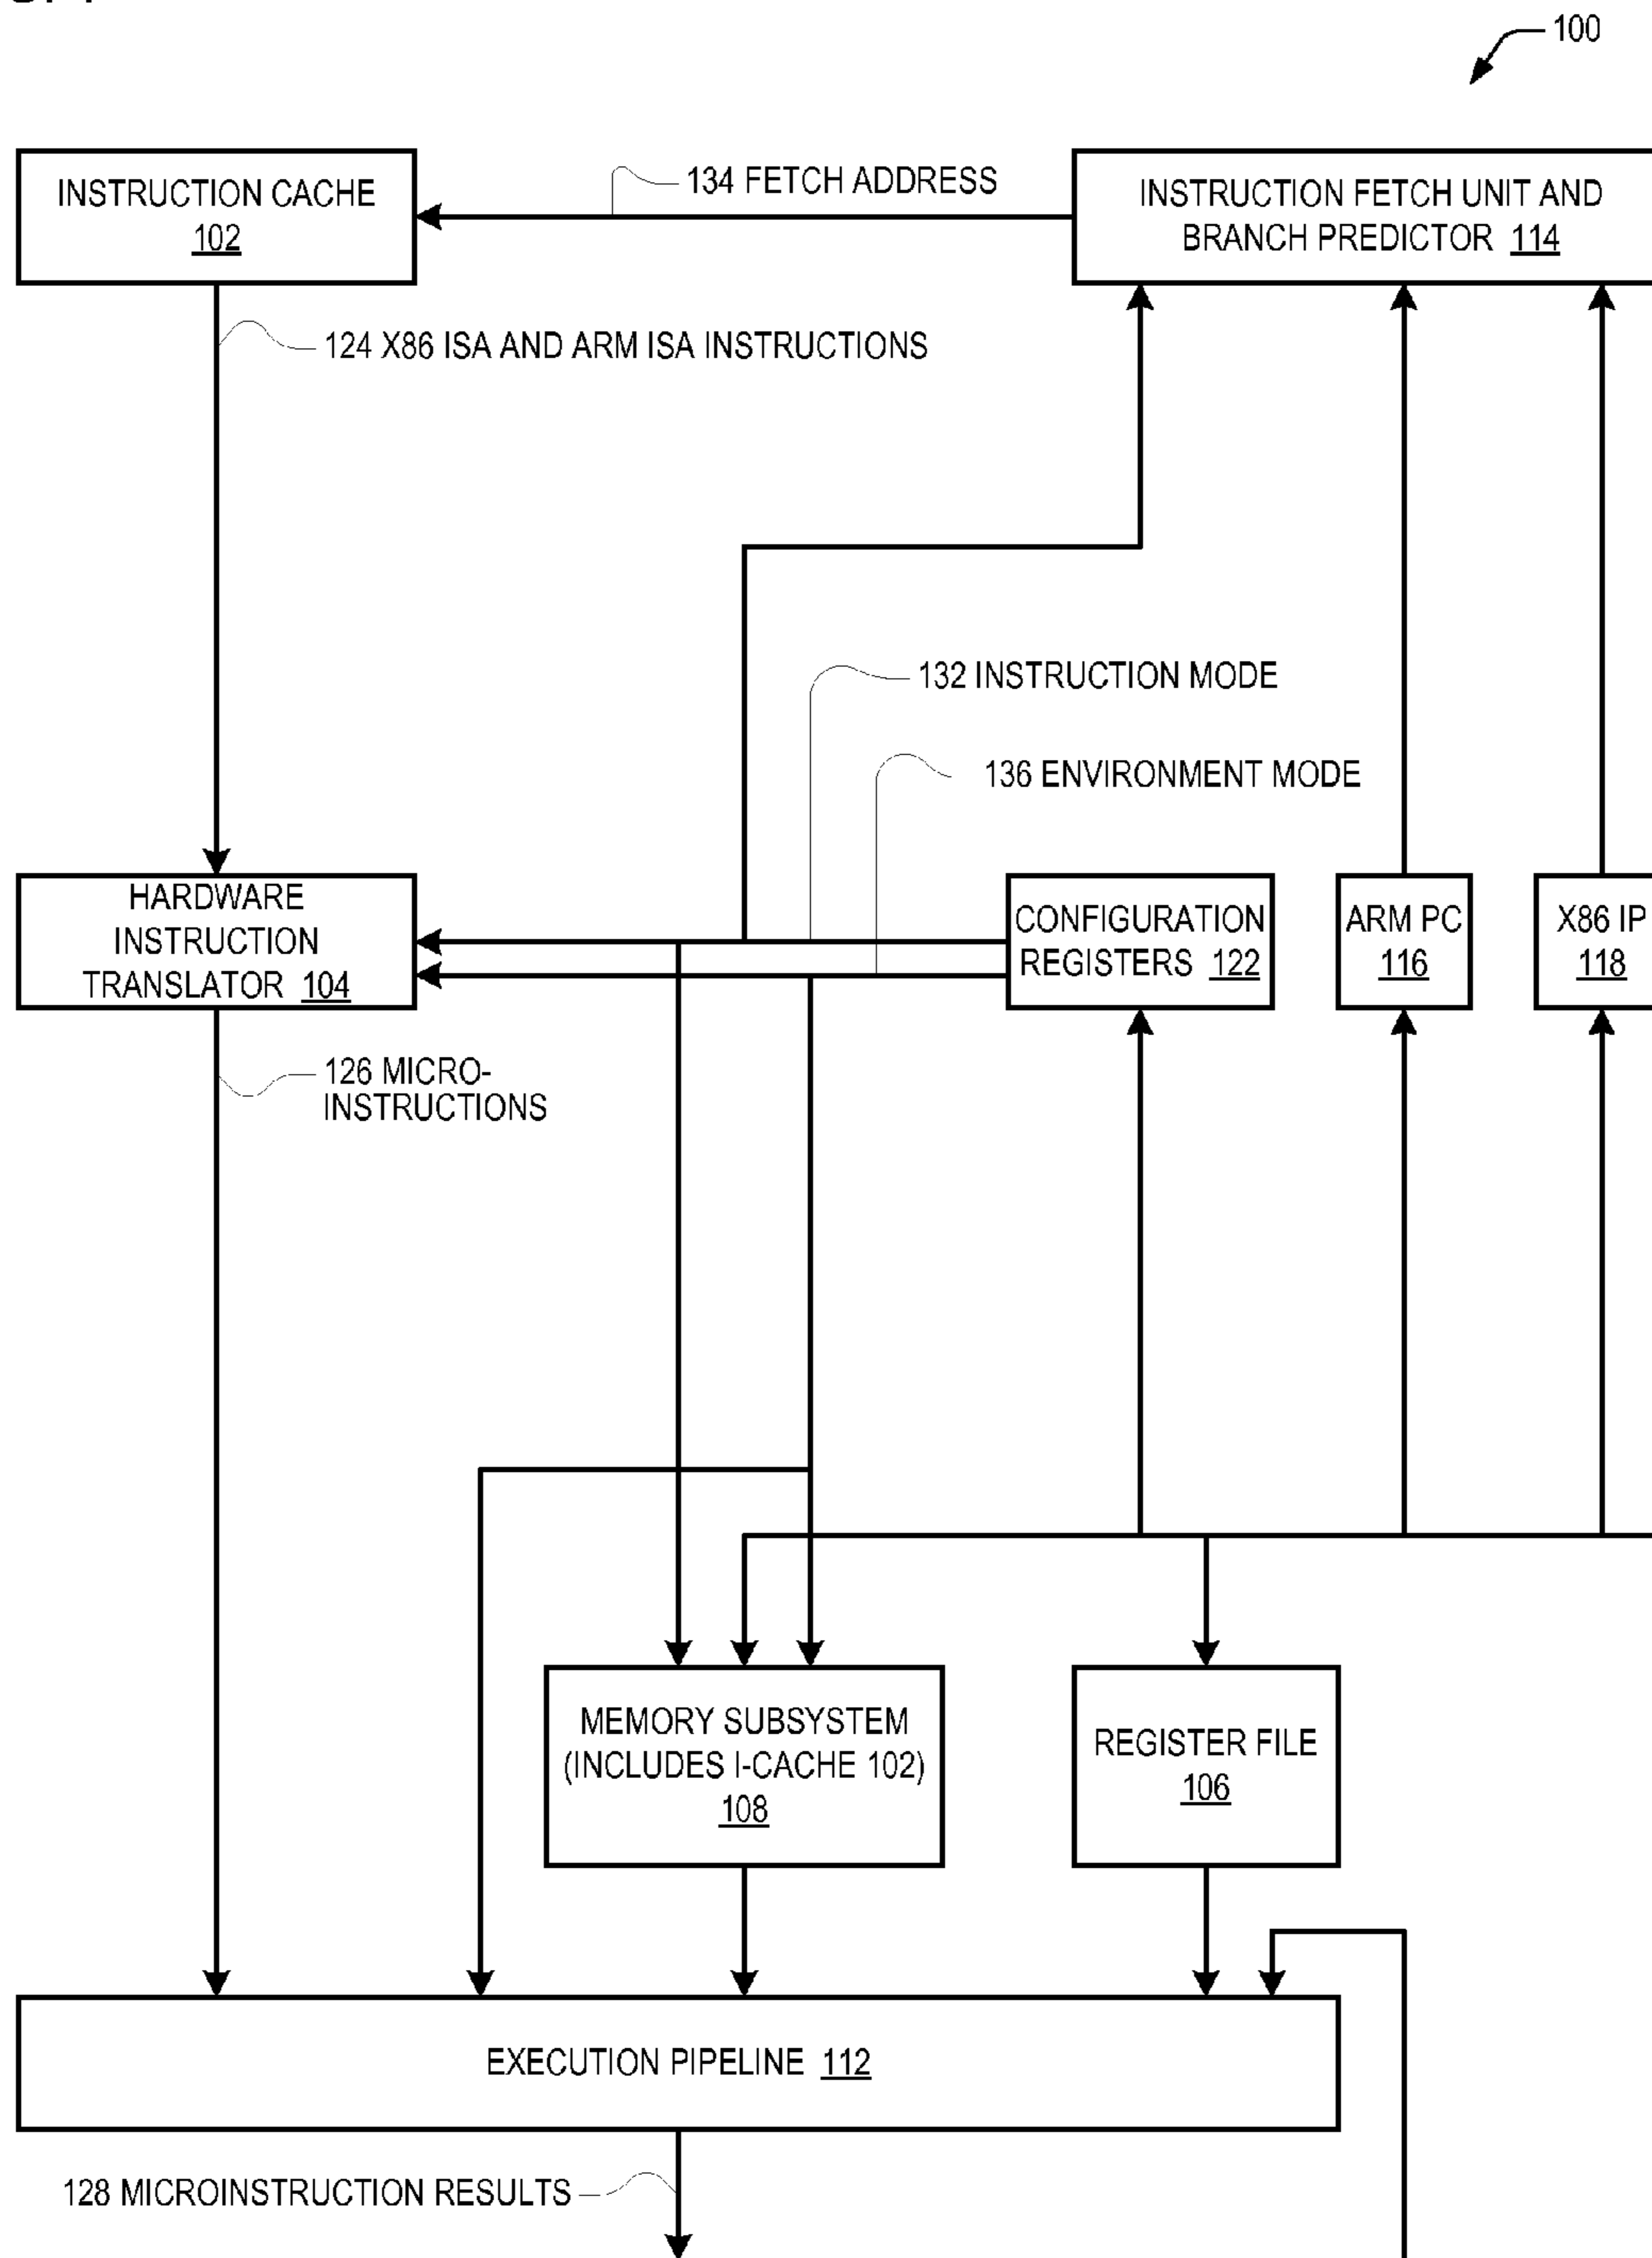 100
INSTRUCTION CACHE
102
134 FETCH ADDRESS
INSTRUCTION FETCH UNIT AND
BRANCH PREDICTOR 114
124 X86 ISA AND ARM ISA INSTRUCTIONS
132 INSTRUCTION MODE
136 ENVIRONMENT MODE
HARDWARE
INSTRUCTION
TRANSLATOR 104
CONFIGURATION
REGISTERS 122
ARM PC
116
X86 IP
118
126 MICRO-
INSTRUCTIONS
MEMORY SUBSYSTEM
(INCLUDES I-CACHE 102)
108
REGISTER FILE
106
EXECUTION PIPELINE 112
128 MICROINSTRUCTION RESULTS